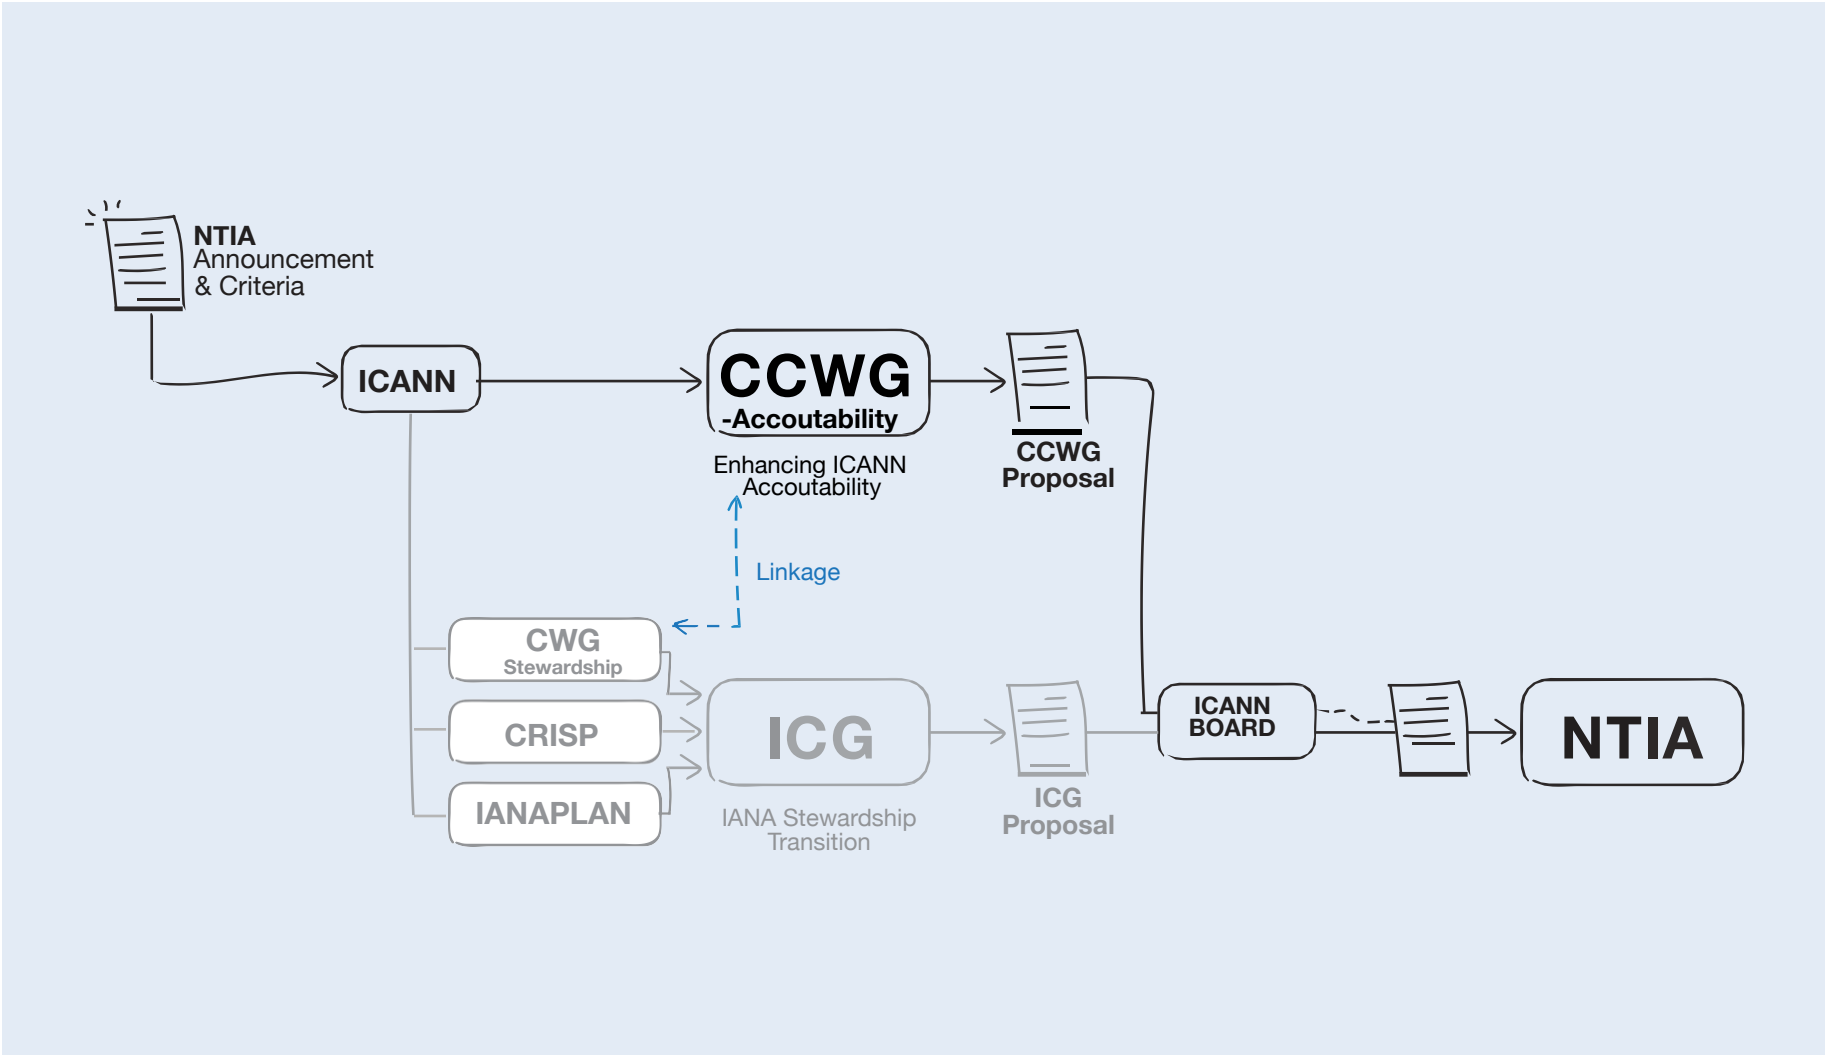 NTIA
Announcement
& Criteria
ICANN
CCWG
-Accoutability
Enhancing ICANN
Accoutability
CCWG
Proposal
Linkage
CWG
Stewardship
CRISP
IANAPLAN
ICG
IANA Stewardship
Transition
ICG
Proposal
ICANN
BOARD
NTIA